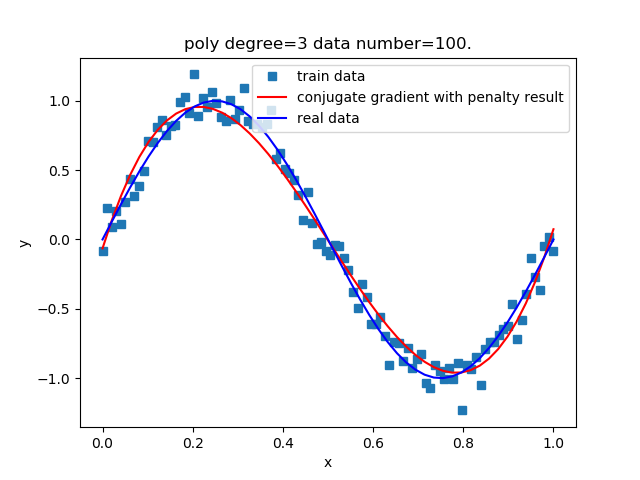 poly degree=3 data number=100.
train data
conjugate gradient with penalty result
real data
1.0
0.5
0.0
−0.5
−1.0
y
0.0 0.2 0.4 0.6 0.8 1.0
x